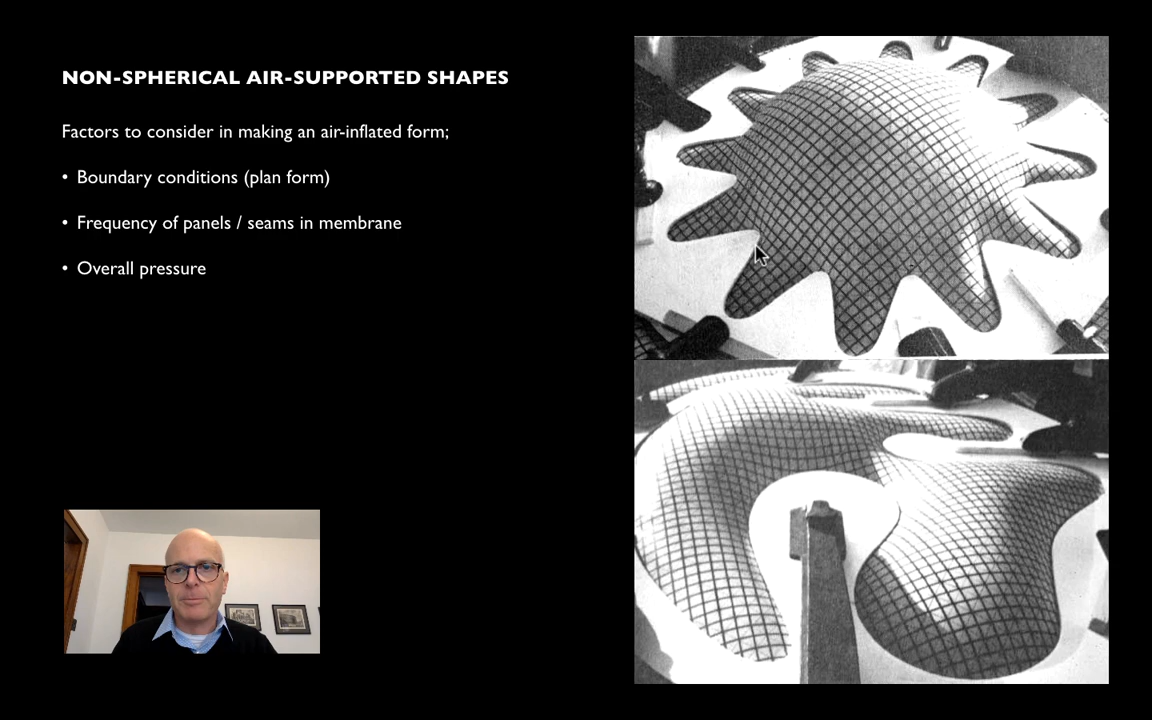 NON-SPHERICAL AIR-SUPPORTED SHAPES
Factors to consider in making an air-inflated form;
• Boundary conditions (plan form)
• Frequency of panels / seams in membrane
• Overall pressure